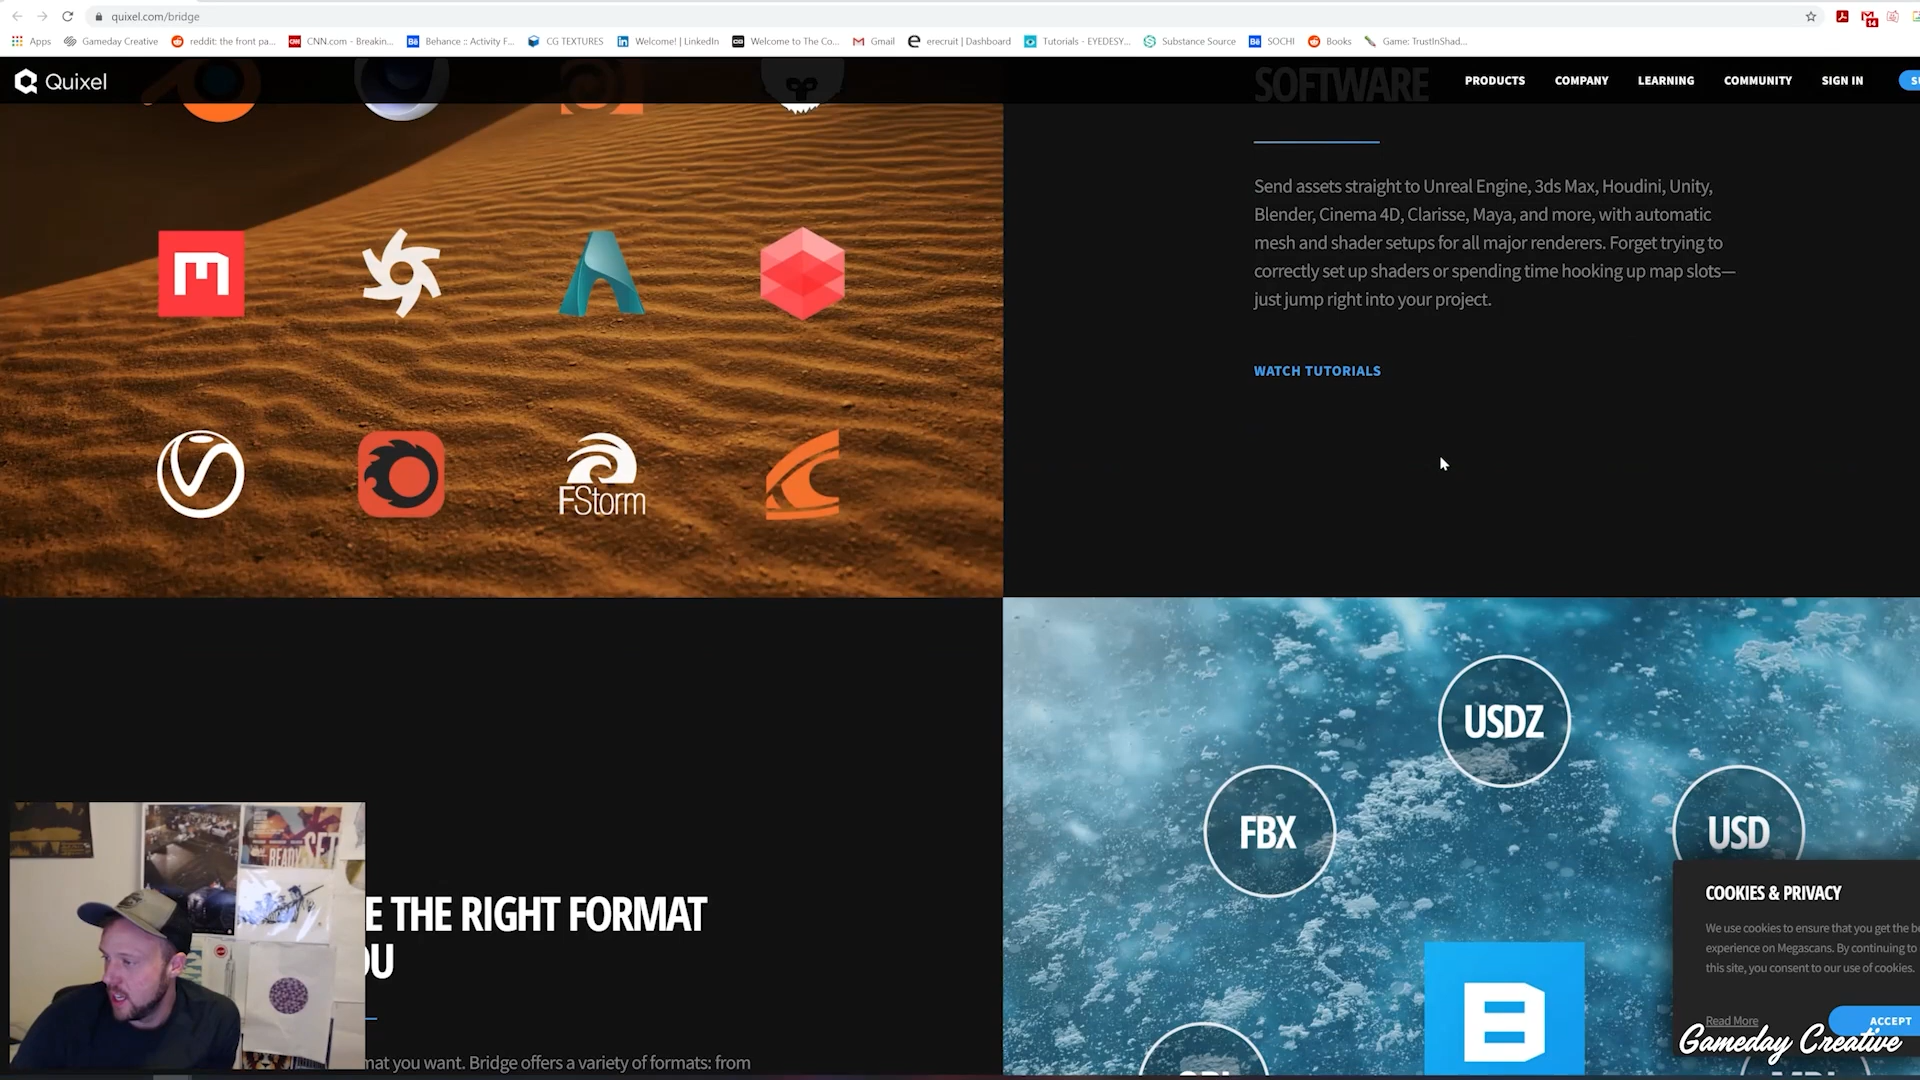 quixel.com/bridge
Apps
Gameday Creative
reddit: the front pa...
CNN.com - Breakin...
Behance :: Activity F...
CG TEXTURES
Welcome! | LinkedIn
Welcome to The Co...
Gmail
erecruit | Dashboard
Tutorials - EYEDESY...
Substance Source
SOCHI
Books
Game: TrustInShad...
Quixel
PRODUCTS
COMPANY
LEARNING
COMMUNITY
SIGN IN
SOFTWARE
Send assets straight to Unreal Engine, 3ds Max, Houdini, Unity,
Blender, Cinema 4D, Clarisse, Maya, and more, with automatic
mesh and shader setups for all major renderers. Forget trying to
correctly set up shaders or spending time hooking up map slots—
just jump right into your project.
WATCH TUTORIALS
FStorm
USDZ
FBX
USD
E THE RIGHT FORMAT
OU
mat you want. Bridge offers a variety of formats: from
COOKIES & PRIVACY
We use cookies to ensure that you get the be
experience on Megascans. By continuing to
this site, you consent to our use of cookies.
Read More
ACCEPT
Gameday Creative